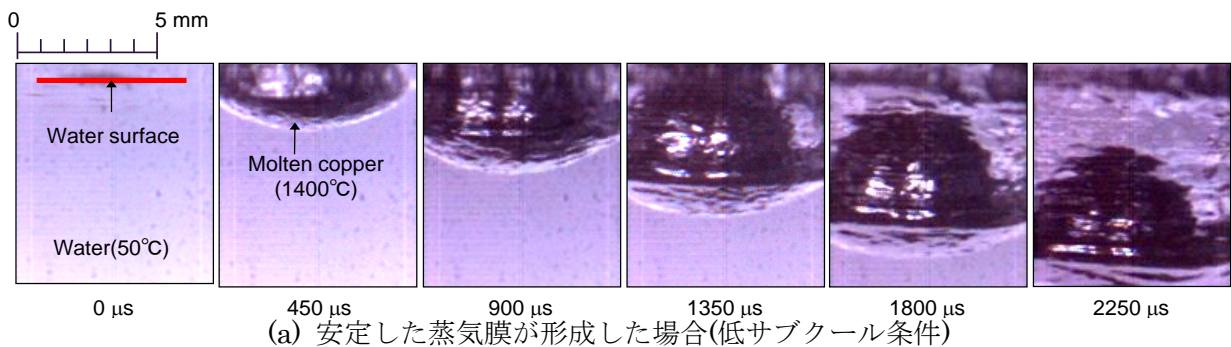 0 5 mm
Water surface
Molten copper
(1400℃)
Water(50℃)
0 μs 450 μs 900 μs 1350 μs 1800 μs 2250 μs
(a) 安定した蒸気膜が形成した場合(低サブクール条件)